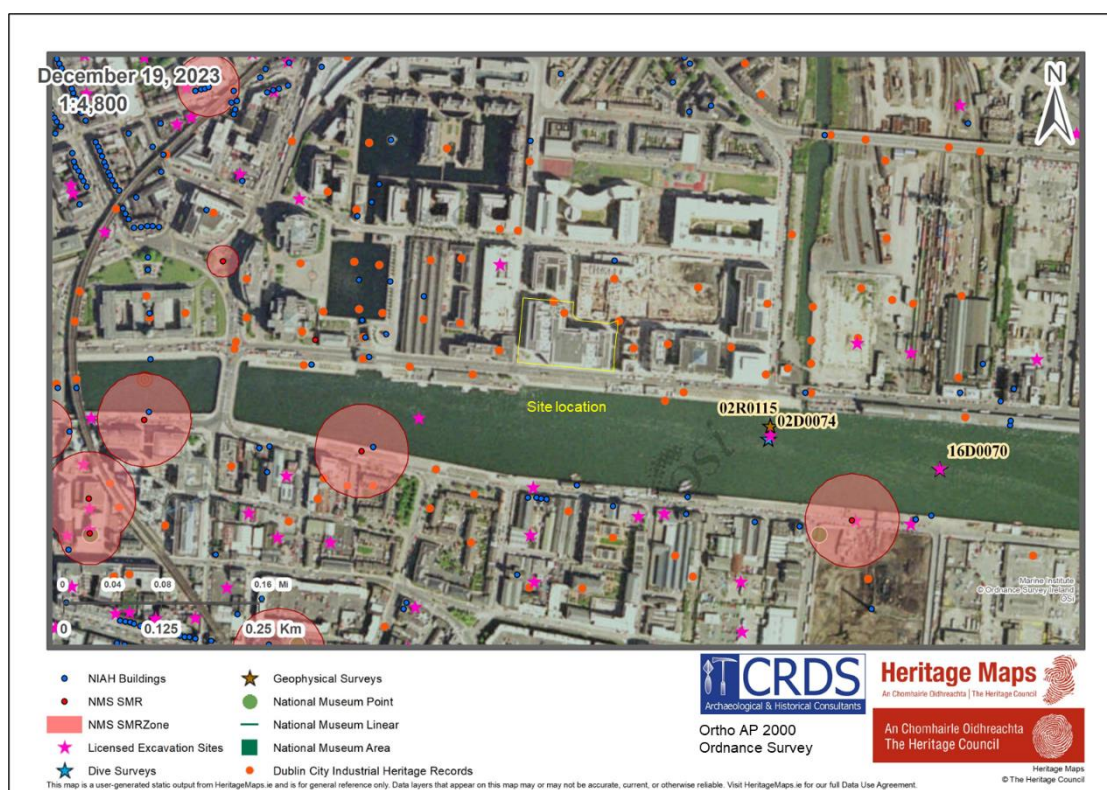 December 19, 2023
1:4,800
N
Site location
02R0115
02D0074
16D0070
0 0.04 0.08 0.16 Mi
0 0.125 0.25 Km
Marine Institute
© Ordnance Survey Ireland
OSi
NIAH Buildings
NMS SMR
NMS SMRZone
Licensed Excavation Sites
Dive Surveys
Geophysical Surveys
National Museum Point
National Museum Linear
National Museum Area
Dublin City Industrial Heritage Records
CRDS
Archaeological & Historical Consultants
Ortho AP 2000
Ordnance Survey
Heritage Maps
An Chomhairle Oidhreachta | The Heritage Council
An Chomhairle Oidhreachta
The Heritage Council
Heritage Maps
© The Heritage Council
This map is a user-generated static output from HeritageMaps.ie and is for general reference only. Data layers that appear on this map may or may not be accurate, current, or otherwise reliable. Visit HeritageMaps.ie for our full Data Use Agreement.